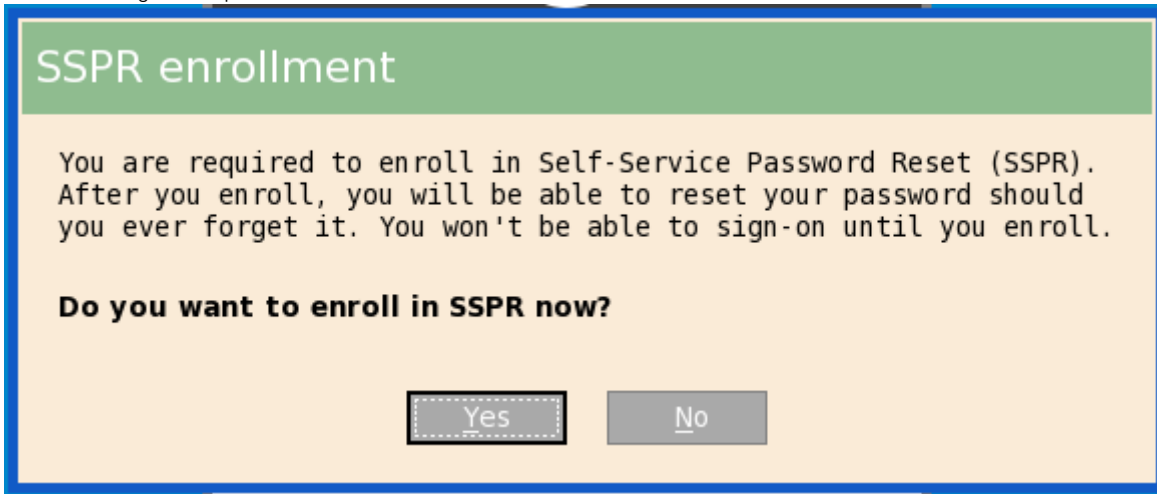 SSPR enrollment
You are required to enroll in Self-Service Password Reset (SSPR).
After you enroll, you will be able to reset your password should
you ever forget it. You won't be able to sign-on until you enroll.
Do you want to enroll in SSPR now?
Yes
No